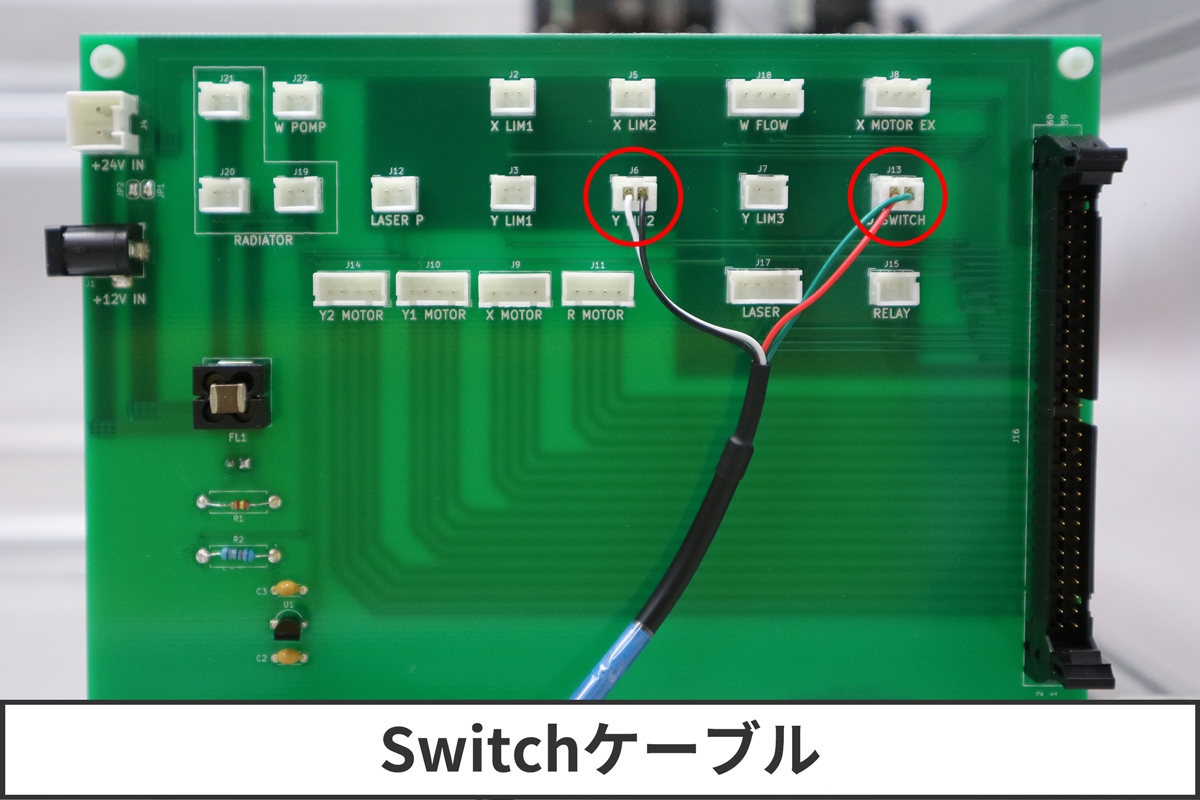 J21
J22
W POMP
J2
X LIM1
J5
X LIM2
J18
W FLOW
J8
X MOTOR EX
J4
+24V IN
JP2
JP1
J20
J19
RADIATOR
J12
LASER P
J3
Y LIM1
J6
J7
Y LIM3
J13
SWITCH
60
59
J1
+12V IN
J14
Y2 MOTOR
J10
Y1 MOTOR
J9
X MOTOR
J11
R MOTOR
J17
LASER
J15
RELAY
FL1
J16
R1
R2
C3
U1
C2
2
1
Switchケーブル